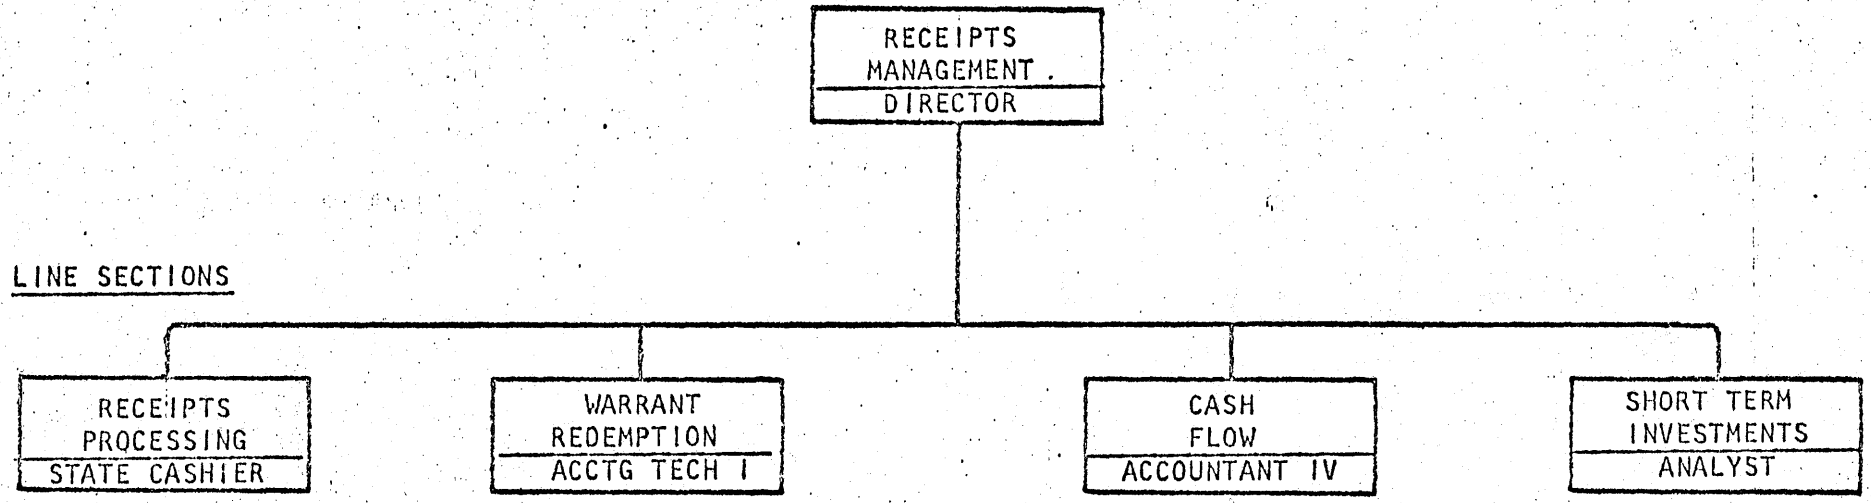 RECEIPTS
MANAGEMENT.
DIRECTOR
LINE SECTIONS
RECEIPTS
PROCESSING
STATE CASHIER
WARRANT
REDEMPTION
ACCTG TECH I
CASH
FLOW
ACCOUNTANT IV
SHORT TERM
INVESTMENTS
ANALYST